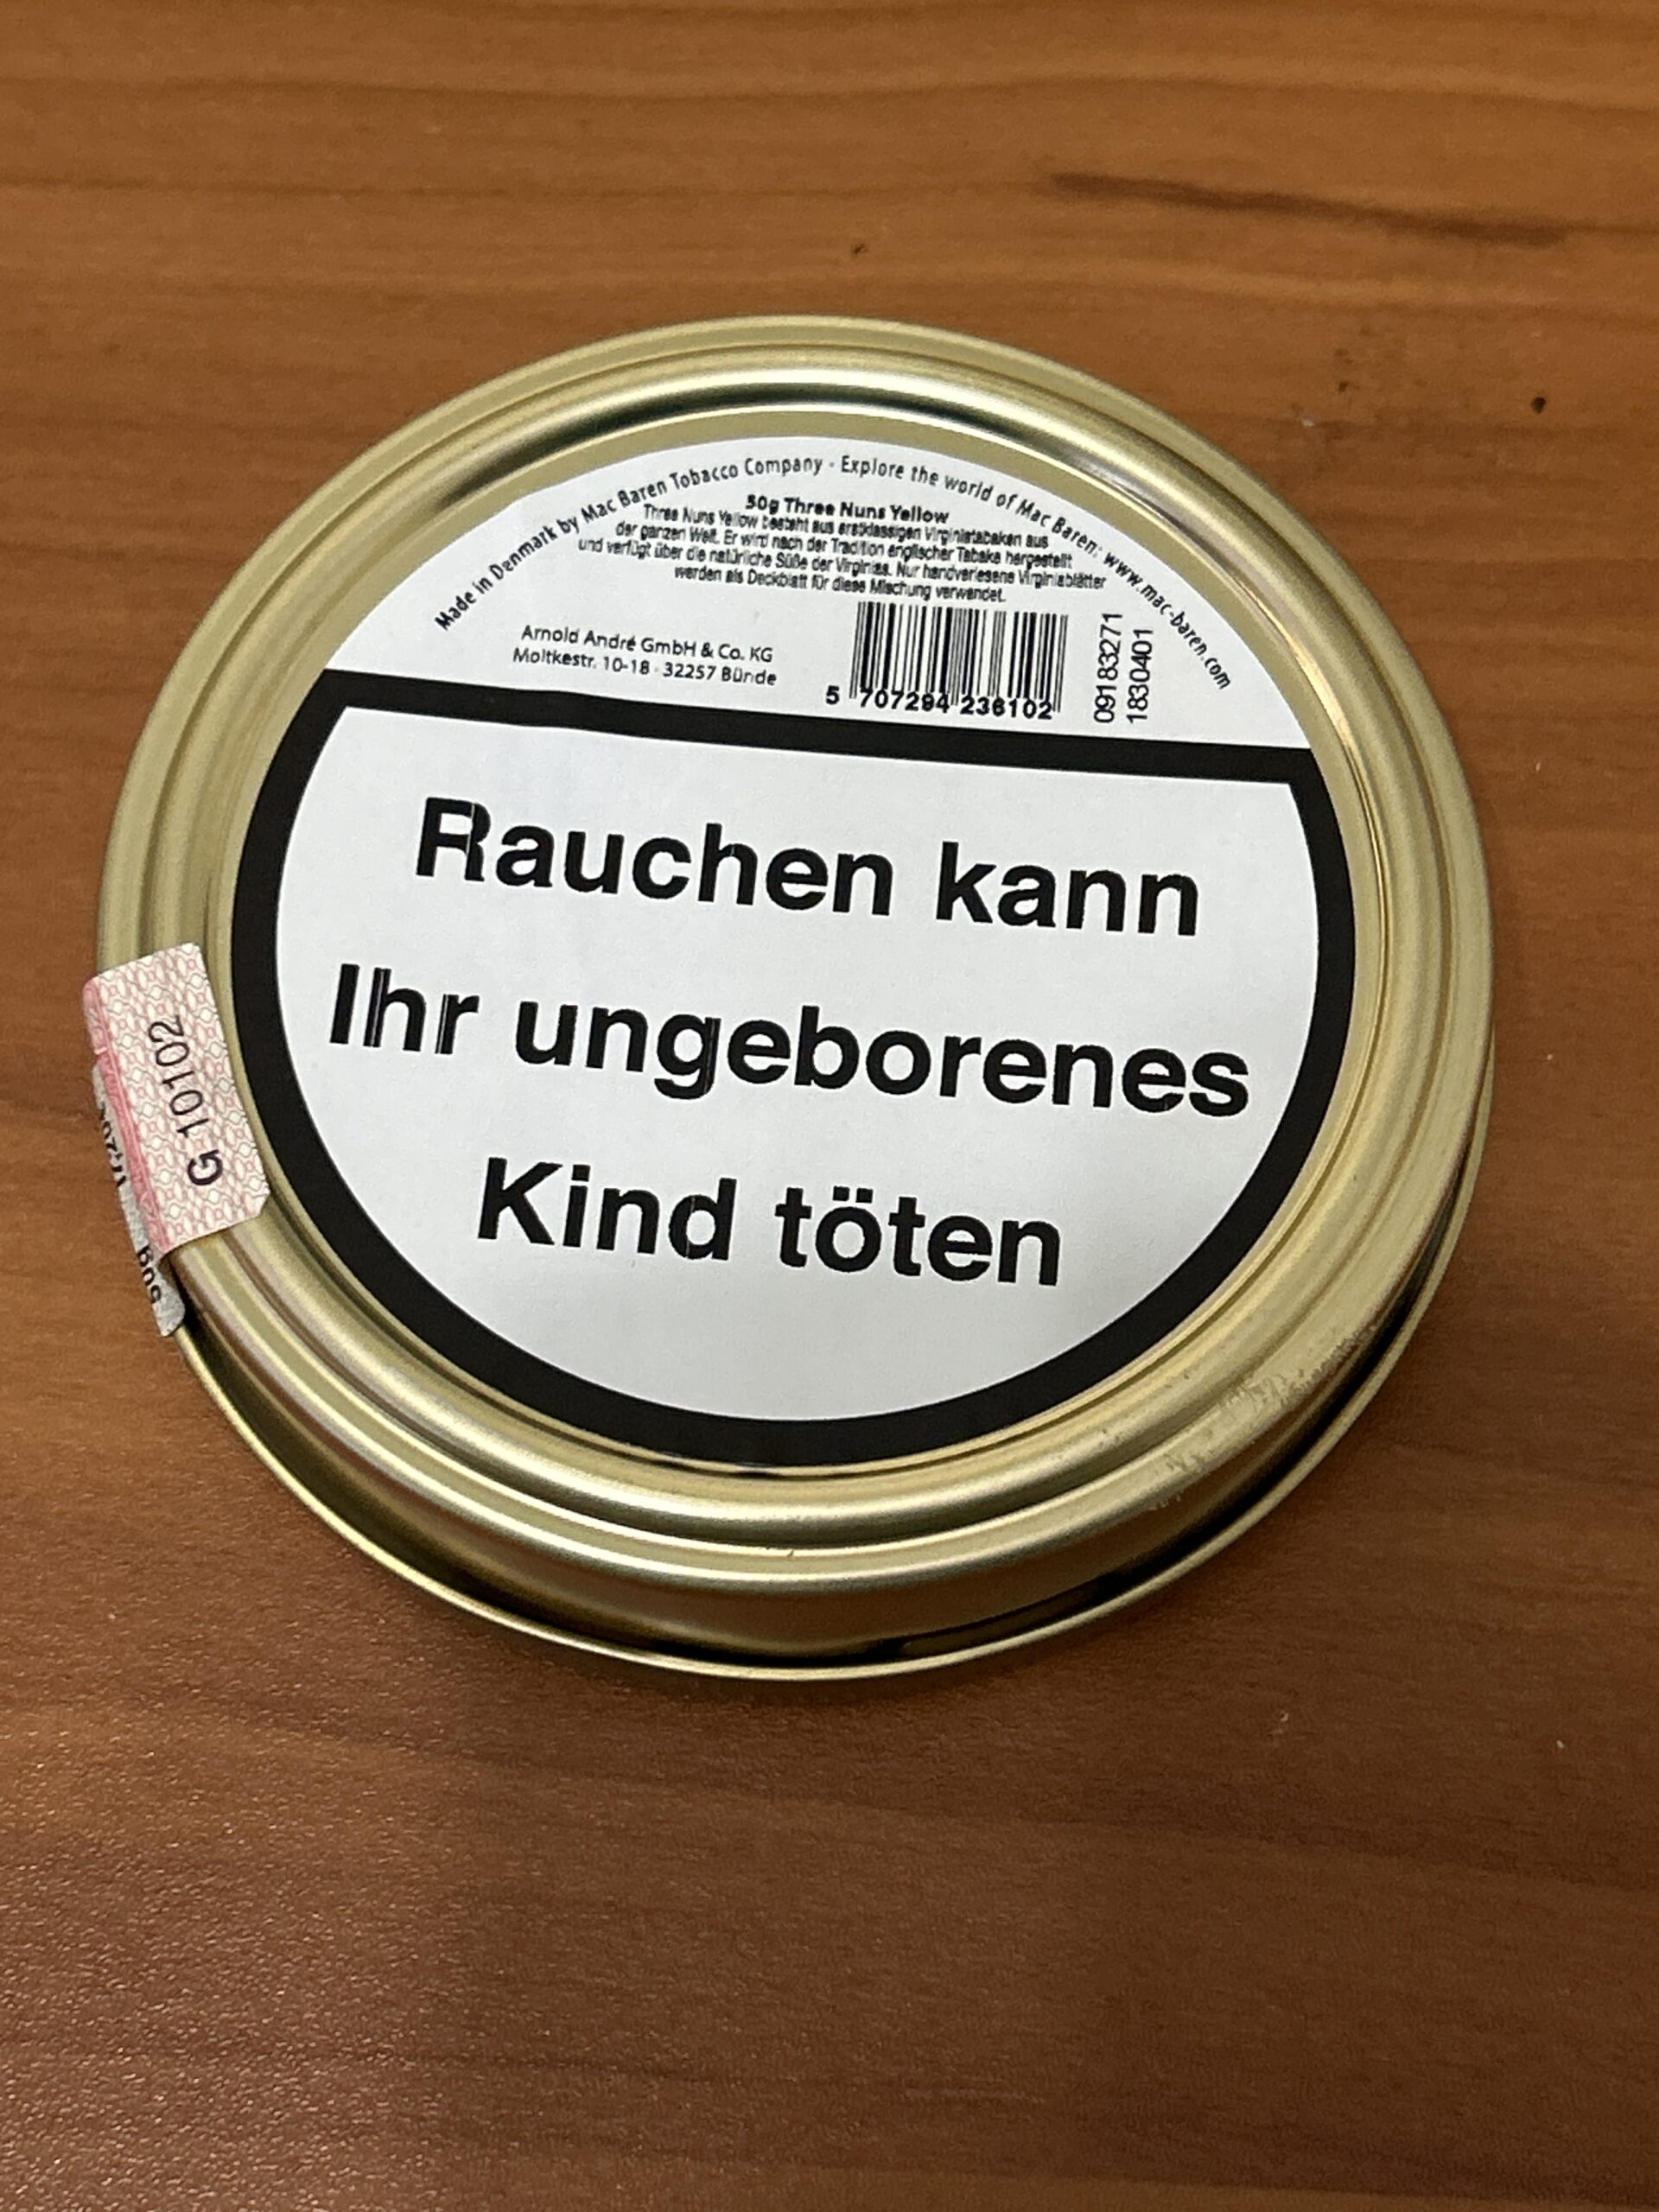 Made in Denmark by Mac Baren Tobacco Company · Explore the world of Mac Baren: www.mac-baren.com
50g Three Nuns Yellow
Three Nuns Yellow besteht aus erstklassigen Virginiatabaken aus
der ganzen Welt. Er wird nach der Tradition englischer Tabake hergestellt
und verfügt über die natürliche Süße der Virginias. Nur handverlesene Virginiablätter
werden als Deckblatt für diese Mischung verwendet.
Arnold André GmbH & Co. KG
Moltkestr. 10-18 · 32257 Bünde
5 707294 236102
09183271
1830401
Rauchen kann
Ihr ungeborenes
Kind töten
G 10102
50g